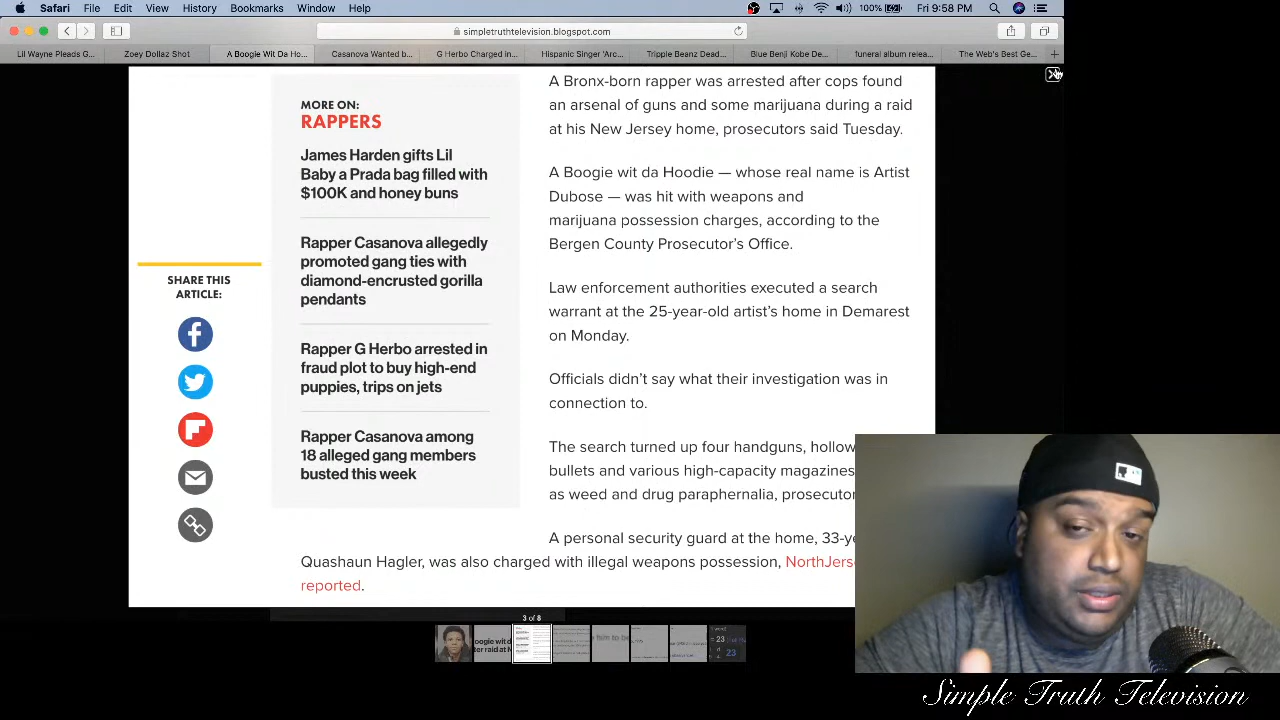 Safari File Edit View History Bookmarks Window Help
100% Fri 9:58 PM
simpletruthtelevision.blogspot.com
Lil Wayne Pleads G... Zoey Dollaz Shot A Boogie Wit Da Ho... Casanova Wanted b... G Herbo Charged in... Hispanic Singer 'Arc... Tripple Beanz Dead... Blue Benji Kobe De... funeral album relea... The Web's Best Ge...
SHARE THIS
ARTICLE:
MORE ON:
RAPPERS
James Harden gifts Lil
Baby a Prada bag filled with
$100K and honey buns
Rapper Casanova allegedly
promoted gang ties with
diamond-encrusted gorilla
pendants
Rapper G Herbo arrested in
fraud plot to buy high-end
puppies, trips on jets
Rapper Casanova among
18 alleged gang members
busted this week
A Bronx-born rapper was arrested after cops found
an arsenal of guns and some marijuana during a raid
at his New Jersey home, prosecutors said Tuesday.
A Boogie wit da Hoodie — whose real name is Artist
Dubose — was hit with weapons and
marijuana possession charges, according to the
Bergen County Prosecutor's Office.
Law enforcement authorities executed a search
warrant at the 25-year-old artist's home in Demarest
on Monday.
Officials didn't say what their investigation was in
connection to.
The search turned up four handguns, hollow
bullets and various high-capacity magazines
as weed and drug paraphernalia, prosecutor
A personal security guard at the home, 33-ye
Quashaun Hagler, was also charged with illegal weapons possession, NorthJers
reported.
3 of 8
Simple Truth Television